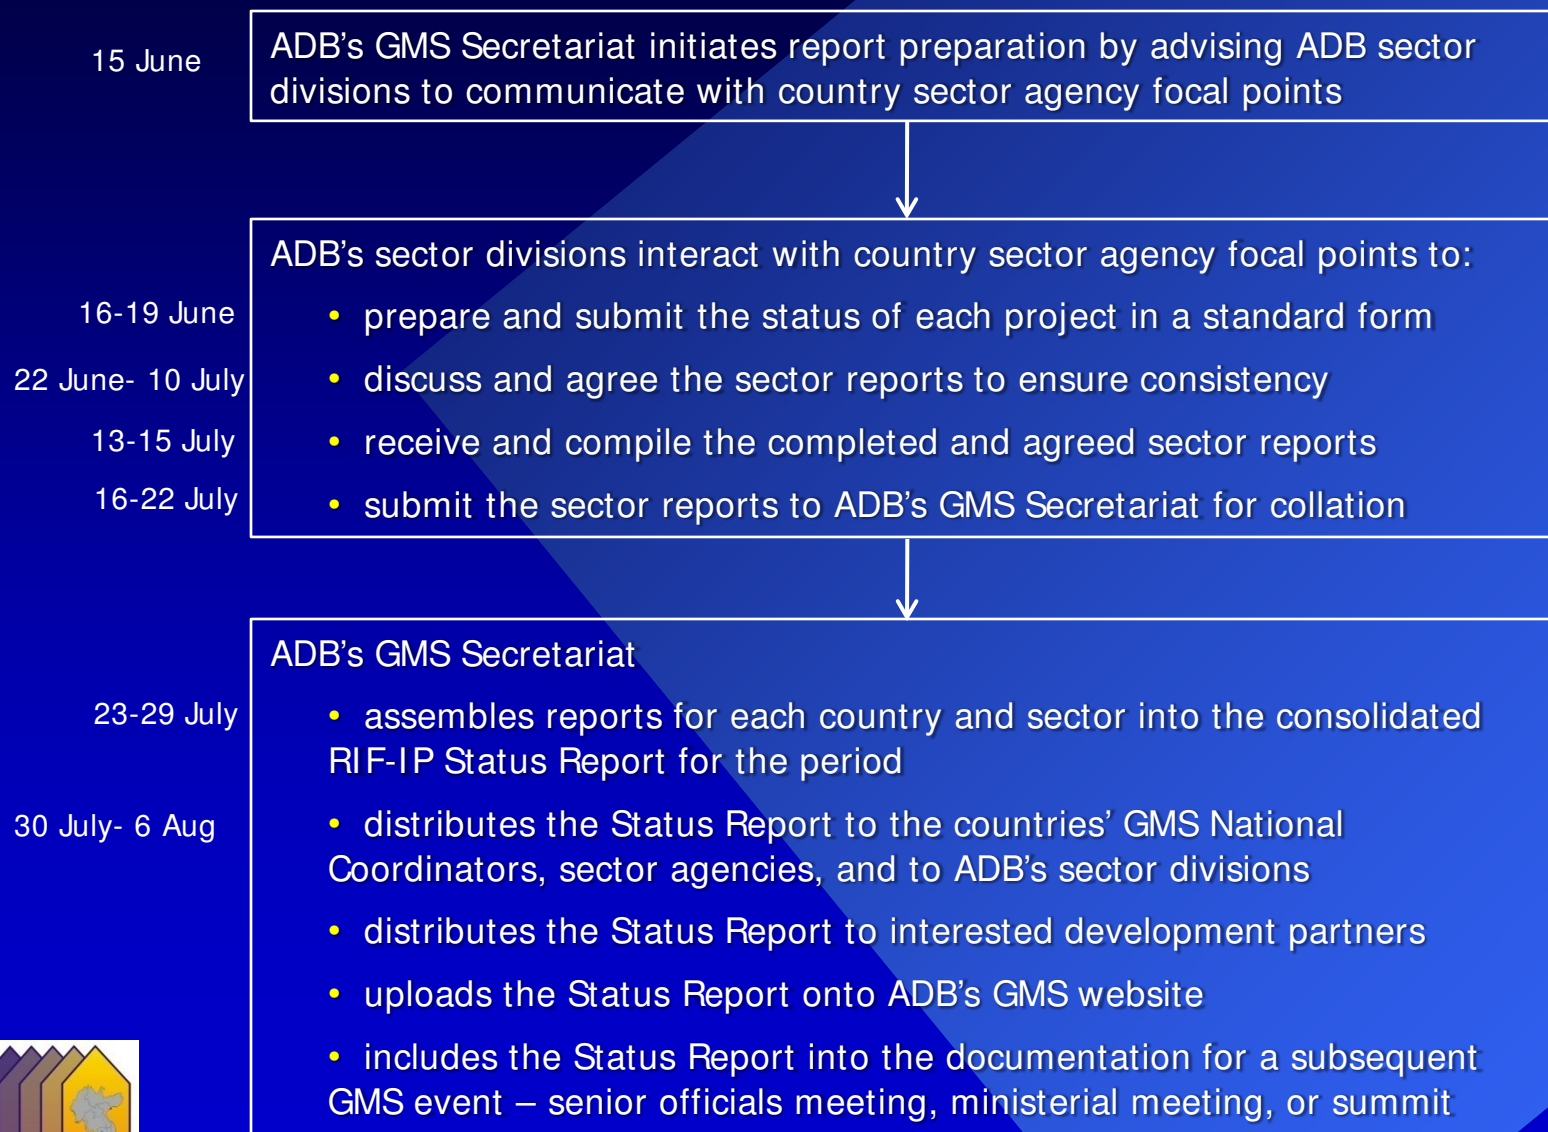 15 June
ADB's GMS Secretariat initiates report preparation by advising ADB sector
divisions to communicate with country sector agency focal points
ADB's sector divisions interact with country sector agency focal points to:
16-19 June
• prepare and submit the status of each project in a standard form
22 June- 10 July
• discuss and agree the sector reports to ensure consistency
13-15 July
• receive and compile the completed and agreed sector reports
16-22 July
• submit the sector reports to ADB's GMS Secretariat for collation
ADB's GMS Secretariat
23-29 July
• assembles reports for each country and sector into the consolidated
RIF-IP Status Report for the period
30 July- 6 Aug
• distributes the Status Report to the countries' GMS National
Coordinators, sector agencies, and to ADB's sector divisions
• distributes the Status Report to interested development partners
• uploads the Status Report onto ADB's GMS website
• includes the Status Report into the documentation for a subsequent
GMS event – senior officials meeting, ministerial meeting, or summit